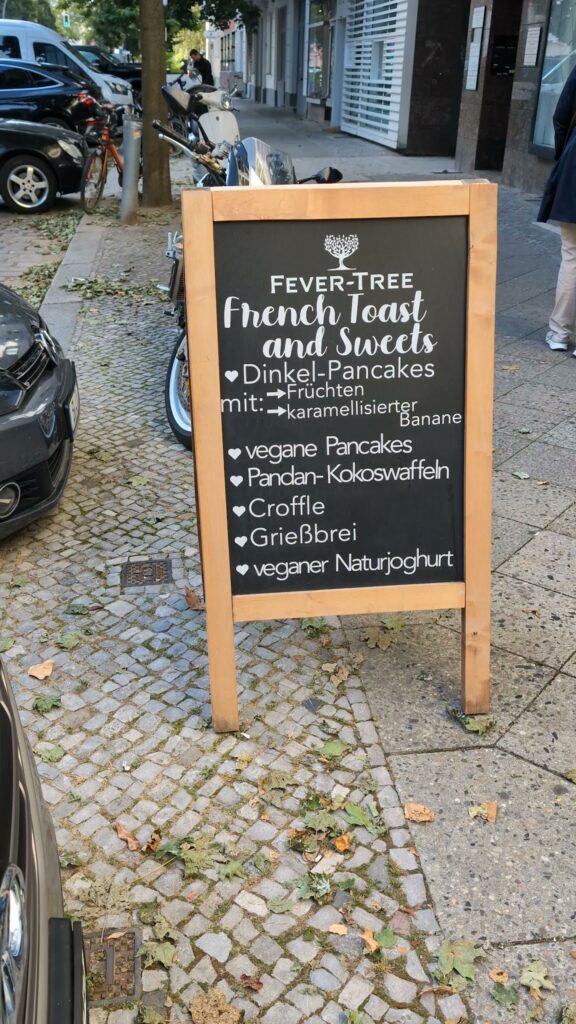 FEVER-TREE
French Toast
and Sweets
♥ Dinkel-Pancakes
mit: → Früchten
→ karamellisierter
Banane
♥ vegane Pancakes
♥ Pandan-Kokoswaffeln
♥ Croffle
♥ Grießbrei
♥ veganer Naturjoghurt